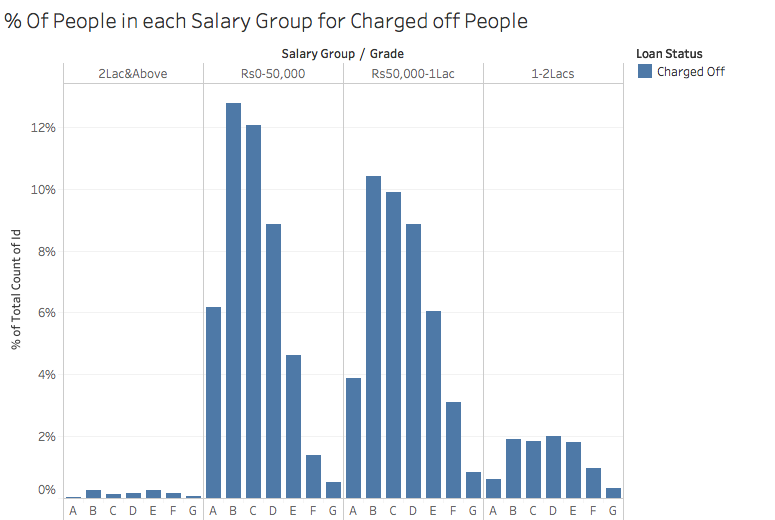 % Of People in each Salary Group for Charged off People
Salary Group / Grade
Loan Status
2Lac&Above
Rs0-50,000
Rs50,000-1Lac
1-2Lacs
Charged Off
12%
10%
8%
6%
4%
2%
0%
% of Total Count of Id
A B C D E F G A B C D E F G A B C D E F G A B C D E F G